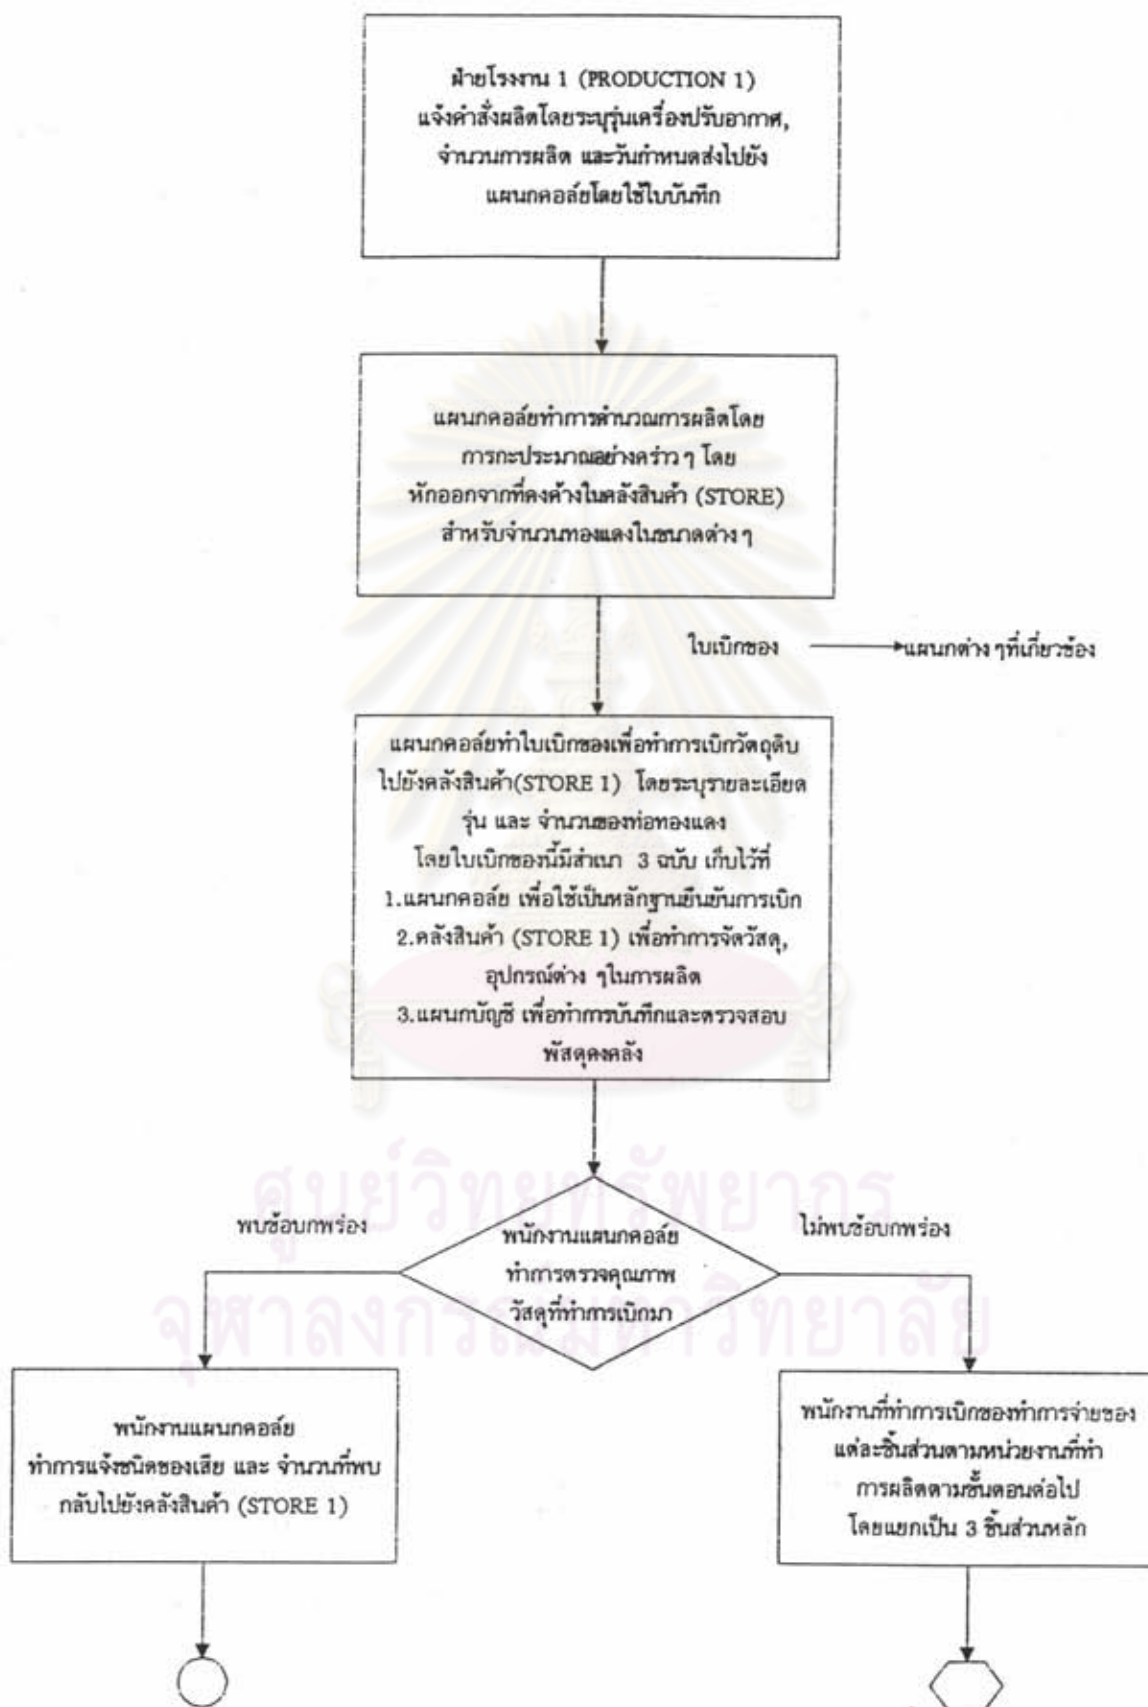 ฝ่ายโรงงาน 1 (PRODUCTION 1)
แจ้งคำสั่งผลิตโดยระบุรุ่นเครื่องปรับอากาศ,
จำนวนการผลิต และวันกำหนดส่งไปยัง
แผนกคอล์ยโดยใช้ใบบันทึก
แผนกคอล์ยทำการคำนวณการผลิตโดย
การกะประมาณอย่างคร่าว ๆ โดย
หักออกจากที่คงค้างในคลังสินค้า (STORE)
สำหรับจำนวนทองแดงในขนาดต่าง ๆ
ใบเบิกของ แผนกต่าง ๆที่เกี่ยวข้อง
แผนกคอล์ยทำใบเบิกของเพื่อทำการเบิกวัตถุดิบ
ไปยังคลังสินค้า(STORE 1) โดยระบุรายละเอียด
รุ่น และ จำนวนของท่อทองแดง
โดยใบเบิกของนี้มีสำเนา 3 ฉบับ เก็บไว้ที่
1.แผนกคอล์ย เพื่อใช้เป็นหลักฐานยืนยันการเบิก
2.คลังสินค้า (STORE 1) เพื่อทำการจัดวัสดุ,
อุปกรณ์ต่าง ๆในการผลิต
3.แผนกบัญชี เพื่อทำการบันทึกและตรวจสอบ
พัสดุคงคลัง
ศูนย์วิทยทรัพยากร
จุฬาลงกรณ์มหาวิทยาลัย
พบข้อบกพร่อง
พนักงานแผนกคอล์ย
ทำการตรวจคุณภาพ
วัสดุที่ทำการเบิกมา
ไม่พบข้อบกพร่อง
พนักงานแผนกคอล์ย
ทำการแจ้งชนิดของเสีย และ จำนวนที่พบ
กลับไปยังคลังสินค้า (STORE 1)
พนักงานที่ทำการเบิกของทำการจ่ายของ
แต่ละชิ้นส่วนตามหน่วยงานที่ทำ
การผลิตตามขั้นตอนต่อไป
โดยแยกเป็น 3 ชิ้นส่วนหลัก